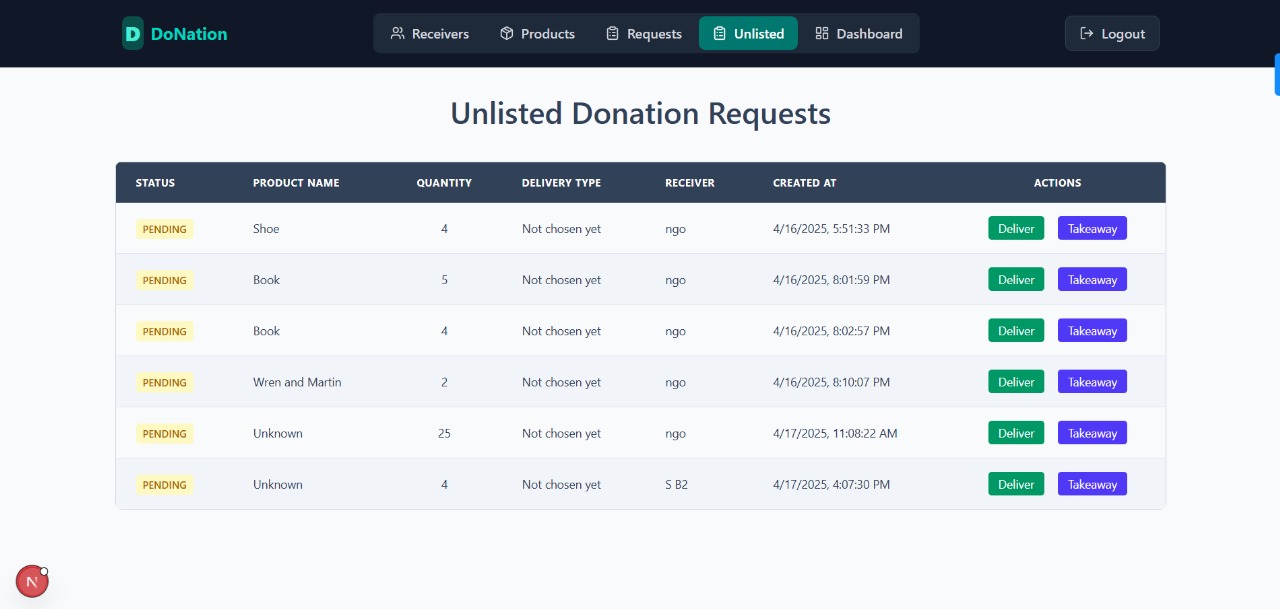 D DoNation Receivers Products Requests Unlisted Dashboard Logout
Unlisted Donation Requests
STATUS PRODUCT NAME QUANTITY DELIVERY TYPE RECEIVER CREATED AT ACTIONS
PENDING Shoe 4 Not chosen yet ngo 4/16/2025, 5:51:33 PM Deliver Takeaway
PENDING Book 5 Not chosen yet ngo 4/16/2025, 8:01:59 PM Deliver Takeaway
PENDING Book 4 Not chosen yet ngo 4/16/2025, 8:02:57 PM Deliver Takeaway
PENDING Wren and Martin 2 Not chosen yet ngo 4/16/2025, 8:10:07 PM Deliver Takeaway
PENDING Unknown 25 Not chosen yet ngo 4/17/2025, 11:08:22 AM Deliver Takeaway
PENDING Unknown 4 Not chosen yet S B2 4/17/2025, 4:07:30 PM Deliver Takeaway
N